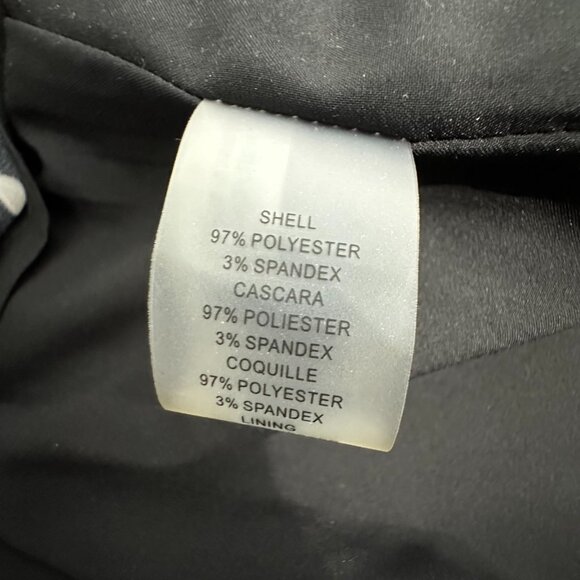 SHELL
97% POLYESTER
3% SPANDEX
CASCARA
97% POLIESTER
3% SPANDEX
COQUILLE
97% POLYESTER
3% SPANDEX
LINING